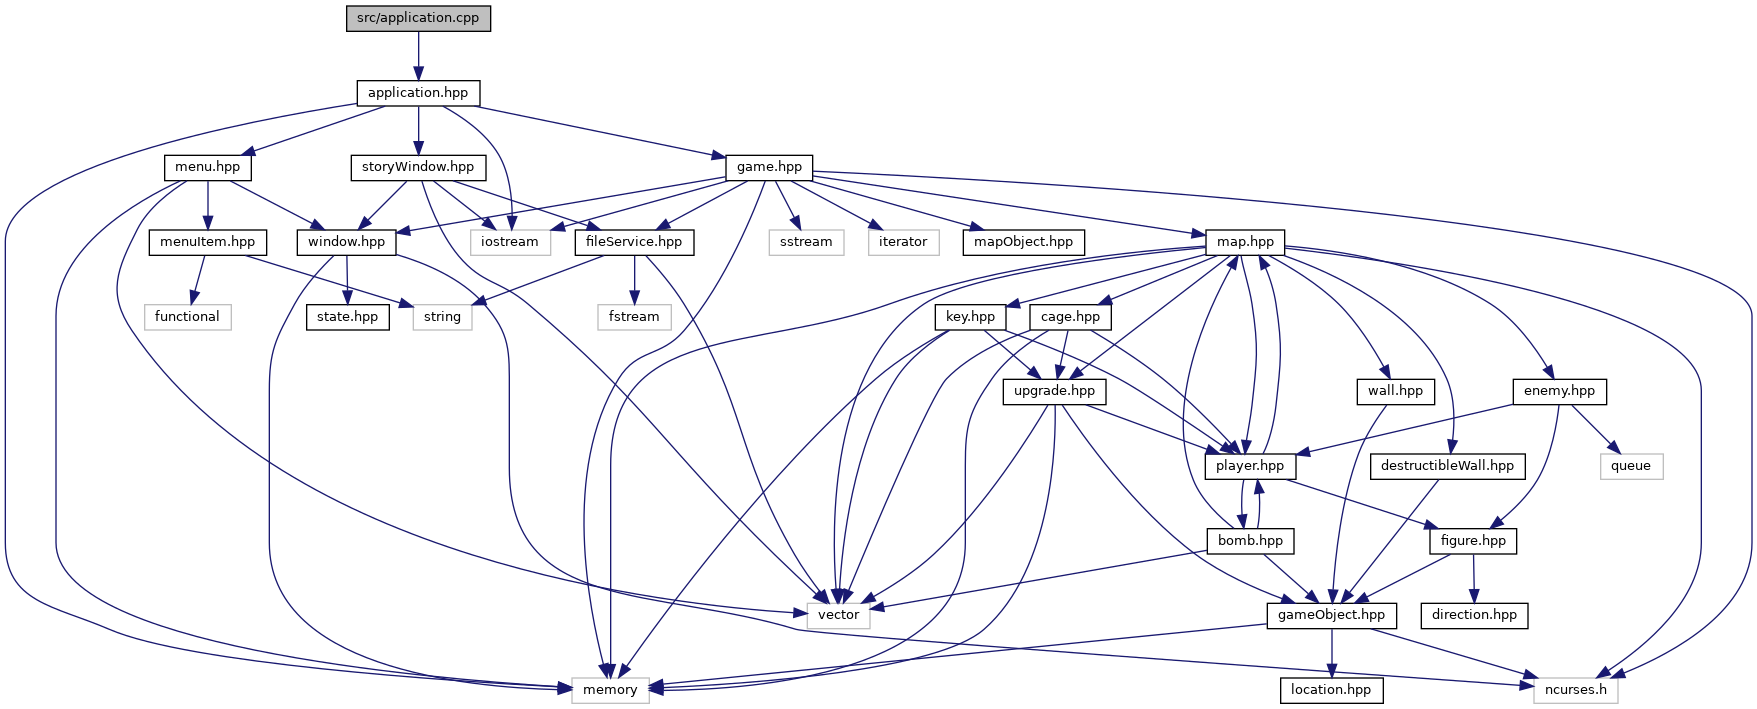 src/application.cpp
application.hpp
menu.hpp
storyWindow.hpp
game.hpp
menuItem.hpp
window.hpp
iostream
fileService.hpp
sstream
iterator
mapObject.hpp
map.hpp
functional
state.hpp
string
fstream
key.hpp
cage.hpp
upgrade.hpp
wall.hpp
enemy.hpp
player.hpp
destructibleWall.hpp
queue
bomb.hpp
figure.hpp
vector
gameObject.hpp
direction.hpp
memory
location.hpp
ncurses.h